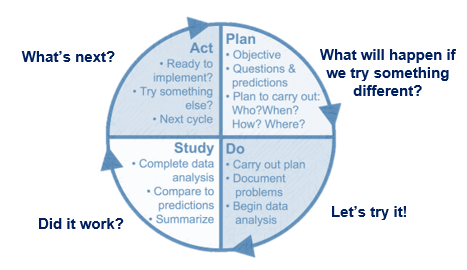 What's next?
Act
• Ready to
implement?
• Try something
else?
• Next cycle
Plan
• Objective
• Questions &
predictions
• Plan to carry out:
Who?When?
How? Where?
What will happen if
we try something
different?
Study
• Complete data
analysis
• Compare to
predictions
• Summarize
Do
• Carry out plan
• Document
problems
• Begin data
analysis
Did it work?
Let's try it!